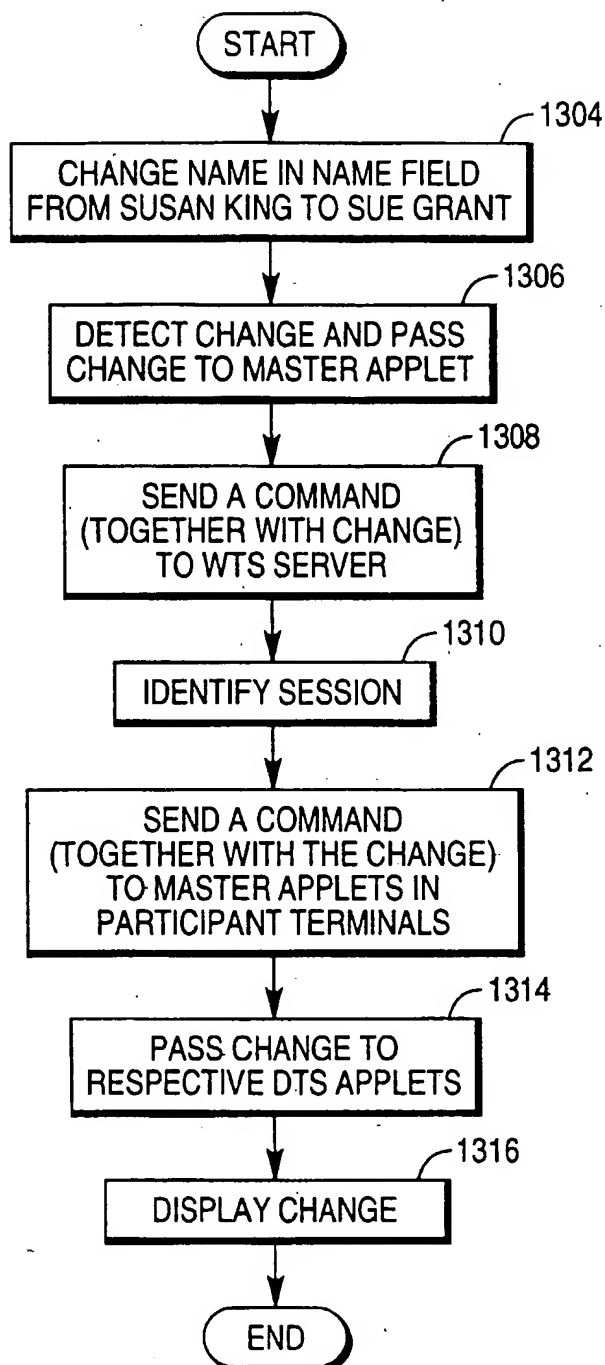 START
1304
CHANGE NAME IN NAME FIELD
FROM SUSAN KING TO SUE GRANT
1306
DETECT CHANGE AND PASS
CHANGE TO MASTER APPLET
1308
SEND A COMMAND
(TOGETHER WITH CHANGE)
TO WTS SERVER
1310
IDENTIFY SESSION
1312
SEND A COMMAND
(TOGETHER WITH THE CHANGE)
TO MASTER APPLETS IN
PARTICIPANT TERMINALS
1314
PASS CHANGE TO
RESPECTIVE DTS APPLETS
1316
DISPLAY CHANGE
END